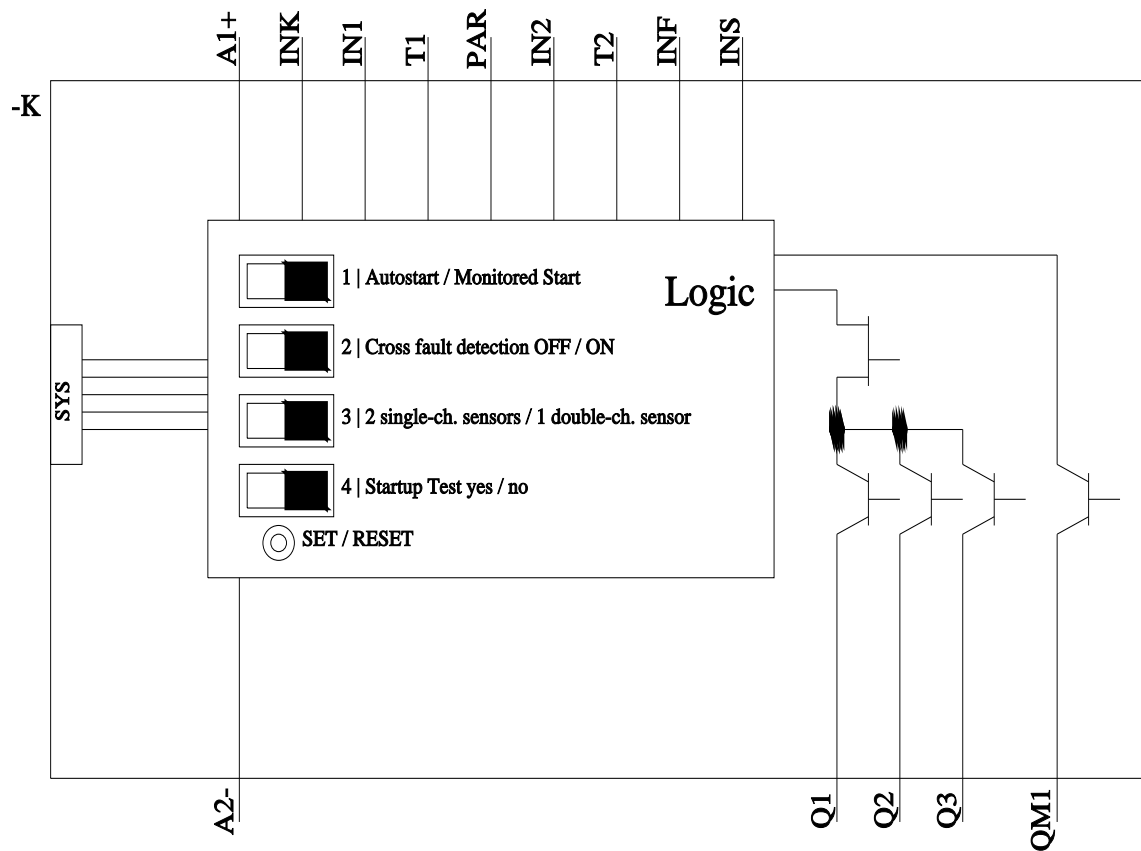 A1+
INK
IN1
T1
PAR
IN2
T2
INF
INS
-K
1 | Autostart / Monitored Start
Logic
2 | Cross fault detection OFF / ON
SYS
3 | 2 single-ch. sensors / 1 double-ch. sensor
4 | Startup Test yes / no
SET / RESET
A2-
Q1
Q2
Q3
QM1